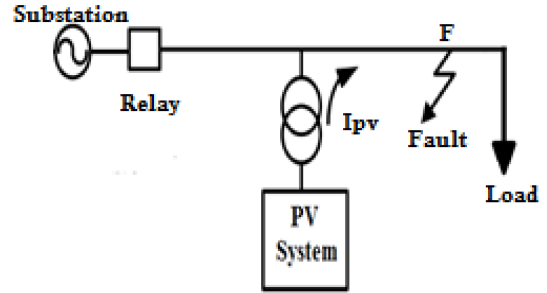 Substation
F
Relay
Ipv
Fault
Load
PV
System